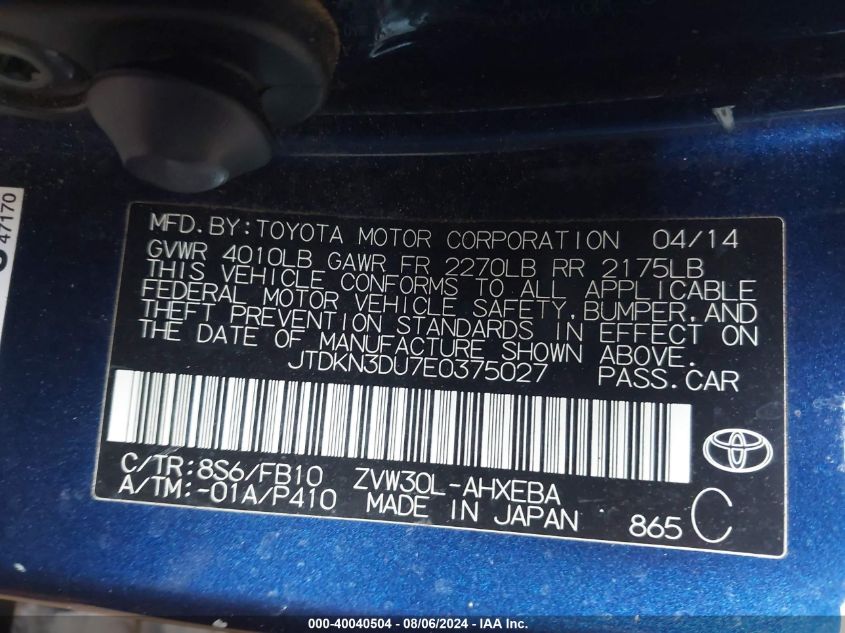 47170
MFD.BY:TOYOTA MOTOR CORPORATION 04/14
GVWR 4010LB GAWR FR 2270LB RR 2175LB
THIS VEHICLE CONFORMS TO ALL APPLICABLE
FEDERAL MOTOR VEHICLE SAFETY, BUMPER, AND
THEFT PREVENTION STANDARDS IN EFFECT ON
THE DATE OF MANUFACTURE SHOWN ABOVE.
JTDKN3DU7E0375027 PASS.CAR
C/TR:8S6/FB10 ZVW30L-AHXEBA
A/TM:-01A/P410 MADE IN JAPAN 865 C
000-40040504 - 08/06/2024 - IAA Inc.